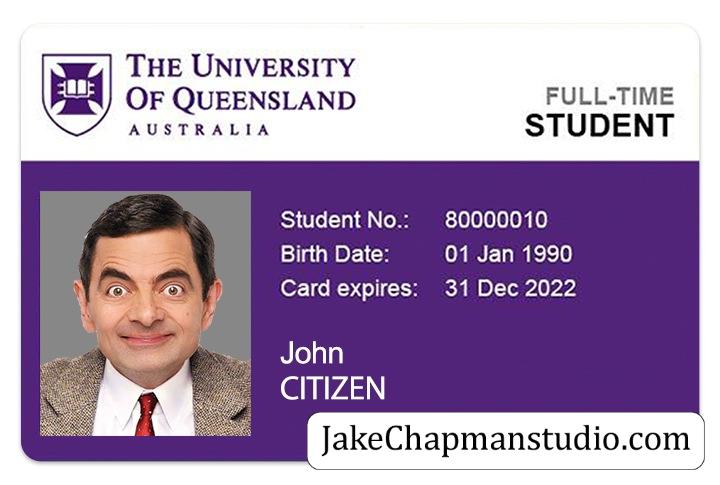 THE UNIVERSITY
OF QUEENSLAND
AUSTRALIA
FULL-TIME
STUDENT
Student No.: 80000010
Birth Date: 01 Jan 1990
Card expires: 31 Dec 2022
John
CITIZEN
JakeChapmanstudio.com